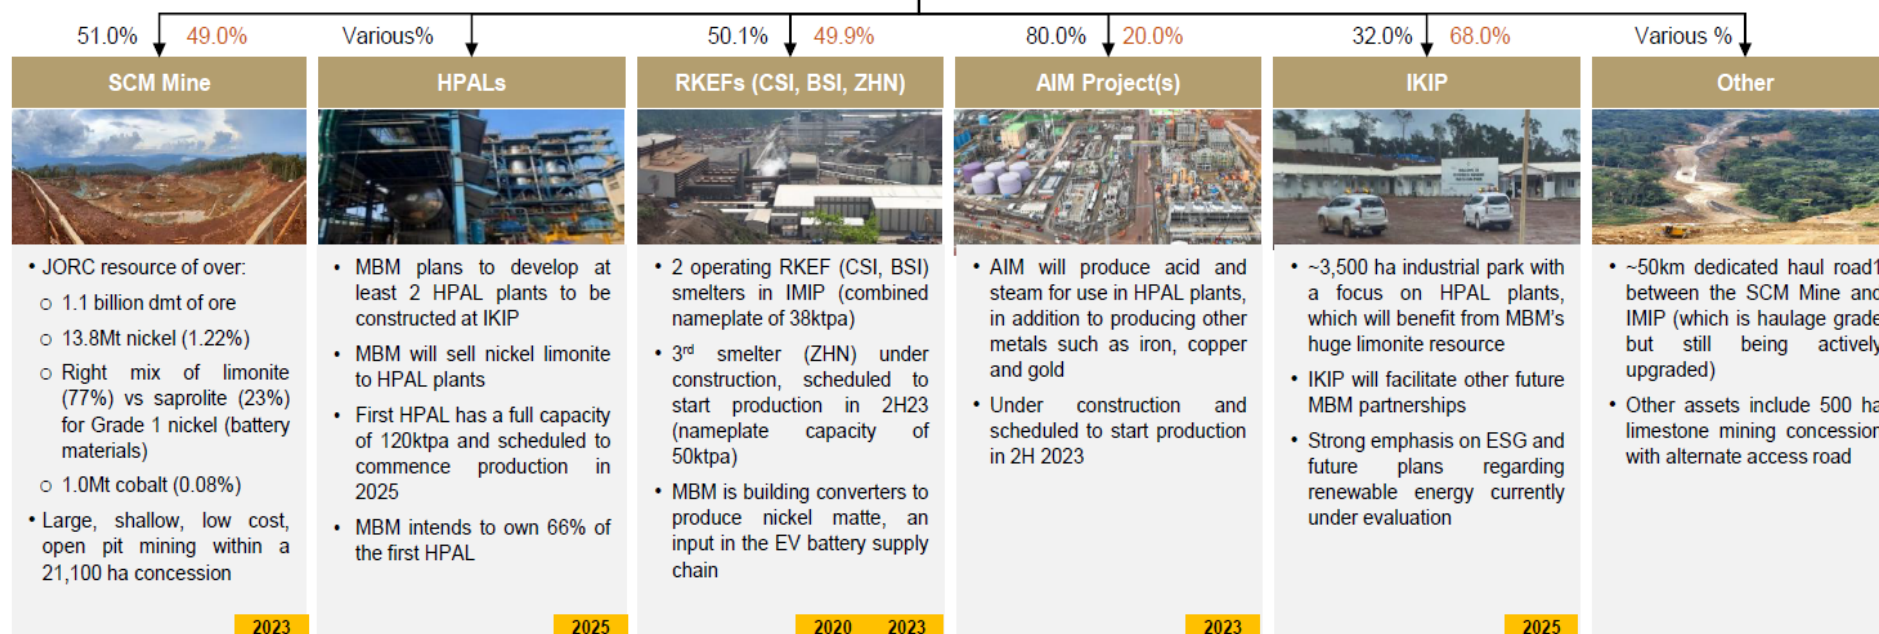 51.0% 49.0% Various% 50.1% 49.9% 80.0% 20.0% 32.0% 68.0% Various %
SCM Mine
• JORC resource of over:
o 1.1 billion dmt of ore
o 13.8Mt nickel (1.22%)
o Right mix of limonite
(77%) vs saprolite (23%)
for Grade 1 nickel (battery
materials)
o 1.0Mt cobalt (0.08%)
• Large, shallow, low cost,
open pit mining within a
21,100 ha concession
2023
HPALs
• MBM plans to develop at
least 2 HPAL plants to be
constructed at IKIP
• MBM will sell nickel limonite
to HPAL plants
• First HPAL has a full capacity
of 120ktpa and scheduled to
commence production in
2025
• MBM intends to own 66% of
the first HPAL
2025
RKEFs (CSI, BSI, ZHN)
• 2 operating RKEF (CSI, BSI)
smelters in IMIP (combined
nameplate of 38ktpa)
• 3rd smelter (ZHN) under
construction, scheduled to
start production in 2H23
(nameplate capacity of
50ktpa)
• MBM is building converters to
produce nickel matte, an
input in the EV battery supply
chain
2020 2023
AIM Project(s)
• AIM will produce acid and
steam for use in HPAL plants,
in addition to producing other
metals such as iron, copper
and gold
• Under construction and
scheduled to start production
in 2H 2023
2023
IKIP
• ~3,500 ha industrial park with
a focus on HPAL plants,
which will benefit from MBM's
huge limonite resource
• IKIP will facilitate other future
MBM partnerships
• Strong emphasis on ESG and
future plans regarding
renewable energy currently
under evaluation
2025
Other
• ~50km dedicated haul road1
between the SCM Mine and
IMIP (which is haulage grade
but still being actively
upgraded)
• Other assets include 500 ha
limestone mining concession
with alternate access road